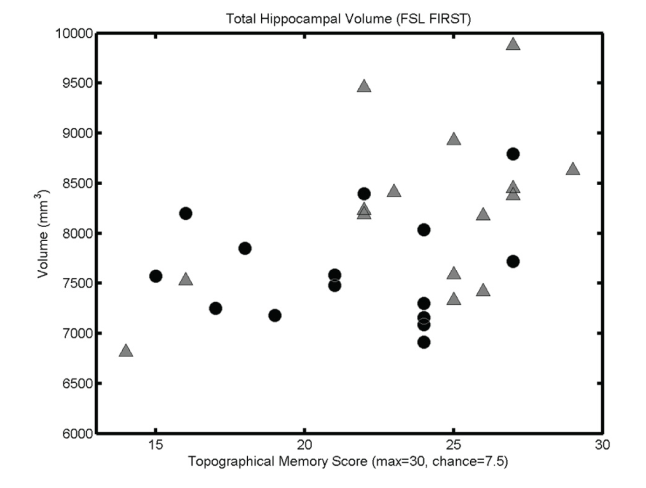 Total Hippocampal Volume (FSL FIRST)
10000
9500
9000
8500
8000
7500
7000
6500
6000
Volume (mm³)
15 20 25 30
Topographical Memory Score (max=30, chance=7.5)